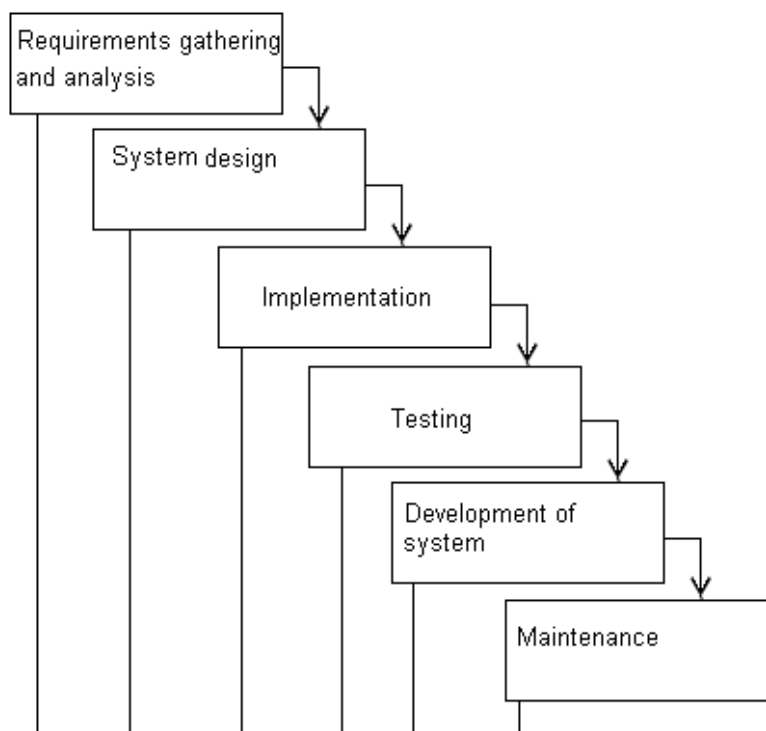 Requirements gathering
and analysis
System design
Implementation
Testing
Development of
system
Maintenance